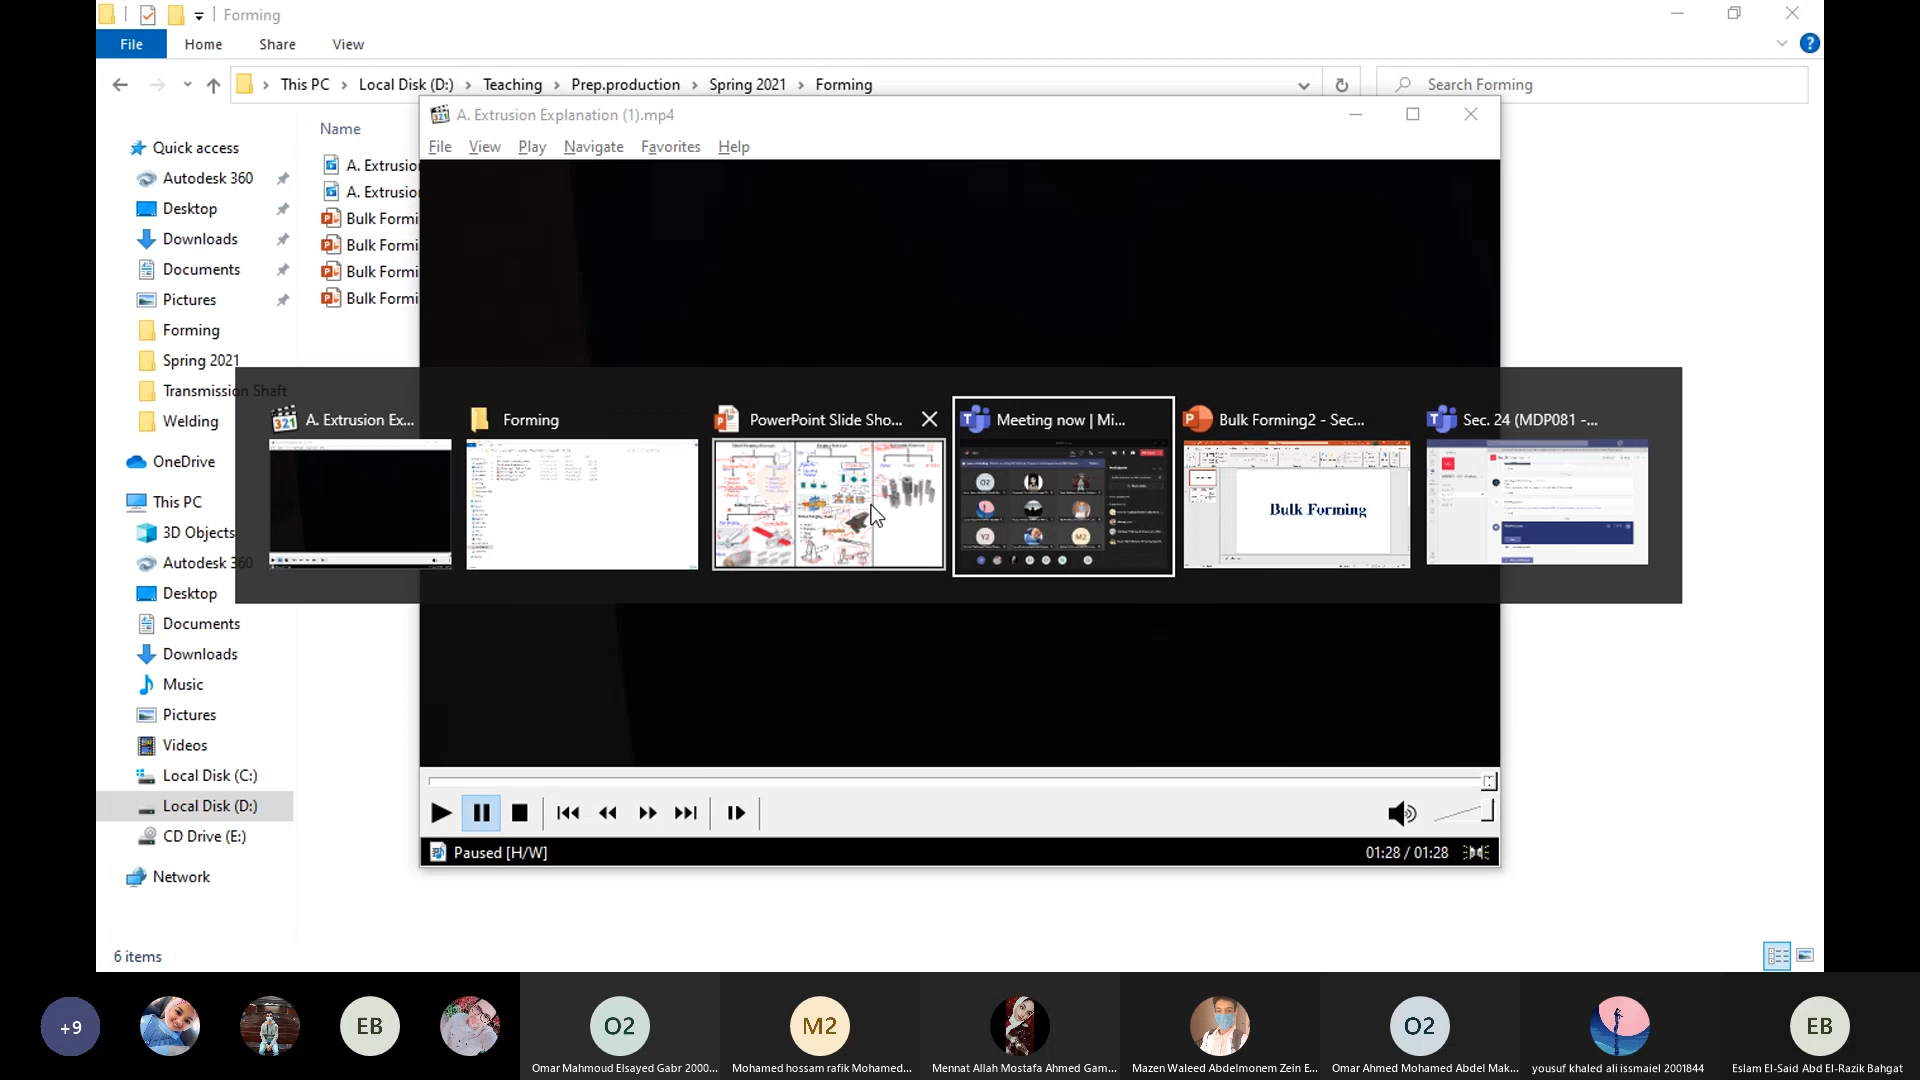 Forming
File Home Share View
This PC Local Disk (D:) Teaching Prep.production Spring 2021 Forming
Search Forming
A. Extrusion Explanation (1).mp4
File View Play Navigate Favorites Help
Name
Quick access
Autodesk 360
Desktop
Downloads
Documents
Pictures
Forming
Spring 2021
Transmission Shaft
Welding
OneDrive
This PC
3D Objects
Autodesk 360
Desktop
Documents
Downloads
Music
Pictures
Videos
Local Disk (C:)
Local Disk (D:)
CD Drive (E:)
Network
A. Extrusio
A. Extrusio
Bulk Formi
Bulk Formi
Bulk Formi
Bulk Formi
A. Extrusion Ex...
Forming
PowerPoint Slide Sho...
Meeting now | Mi...
Bulk Forming2 - Sec...
Sec. 24 (MDP081 -...
O2
Y2
M2
Bulk Forming
Paused [H/W]
01:28 / 01:28
6 items
+9
EB
O2
M2
O2
EB
Omar Mahmoud Elsayed Gabr 2000...
Mohamed hossam rafik Mohamed...
Mennat Allah Mostafa Ahmed Gam...
Mazen Waleed Abdelmonem Zein E...
Omar Ahmed Mohamed Abdel Mak...
yousuf khaled ali issmaiel 2001844
Eslam El-Said Abd El-Razik Bahgat